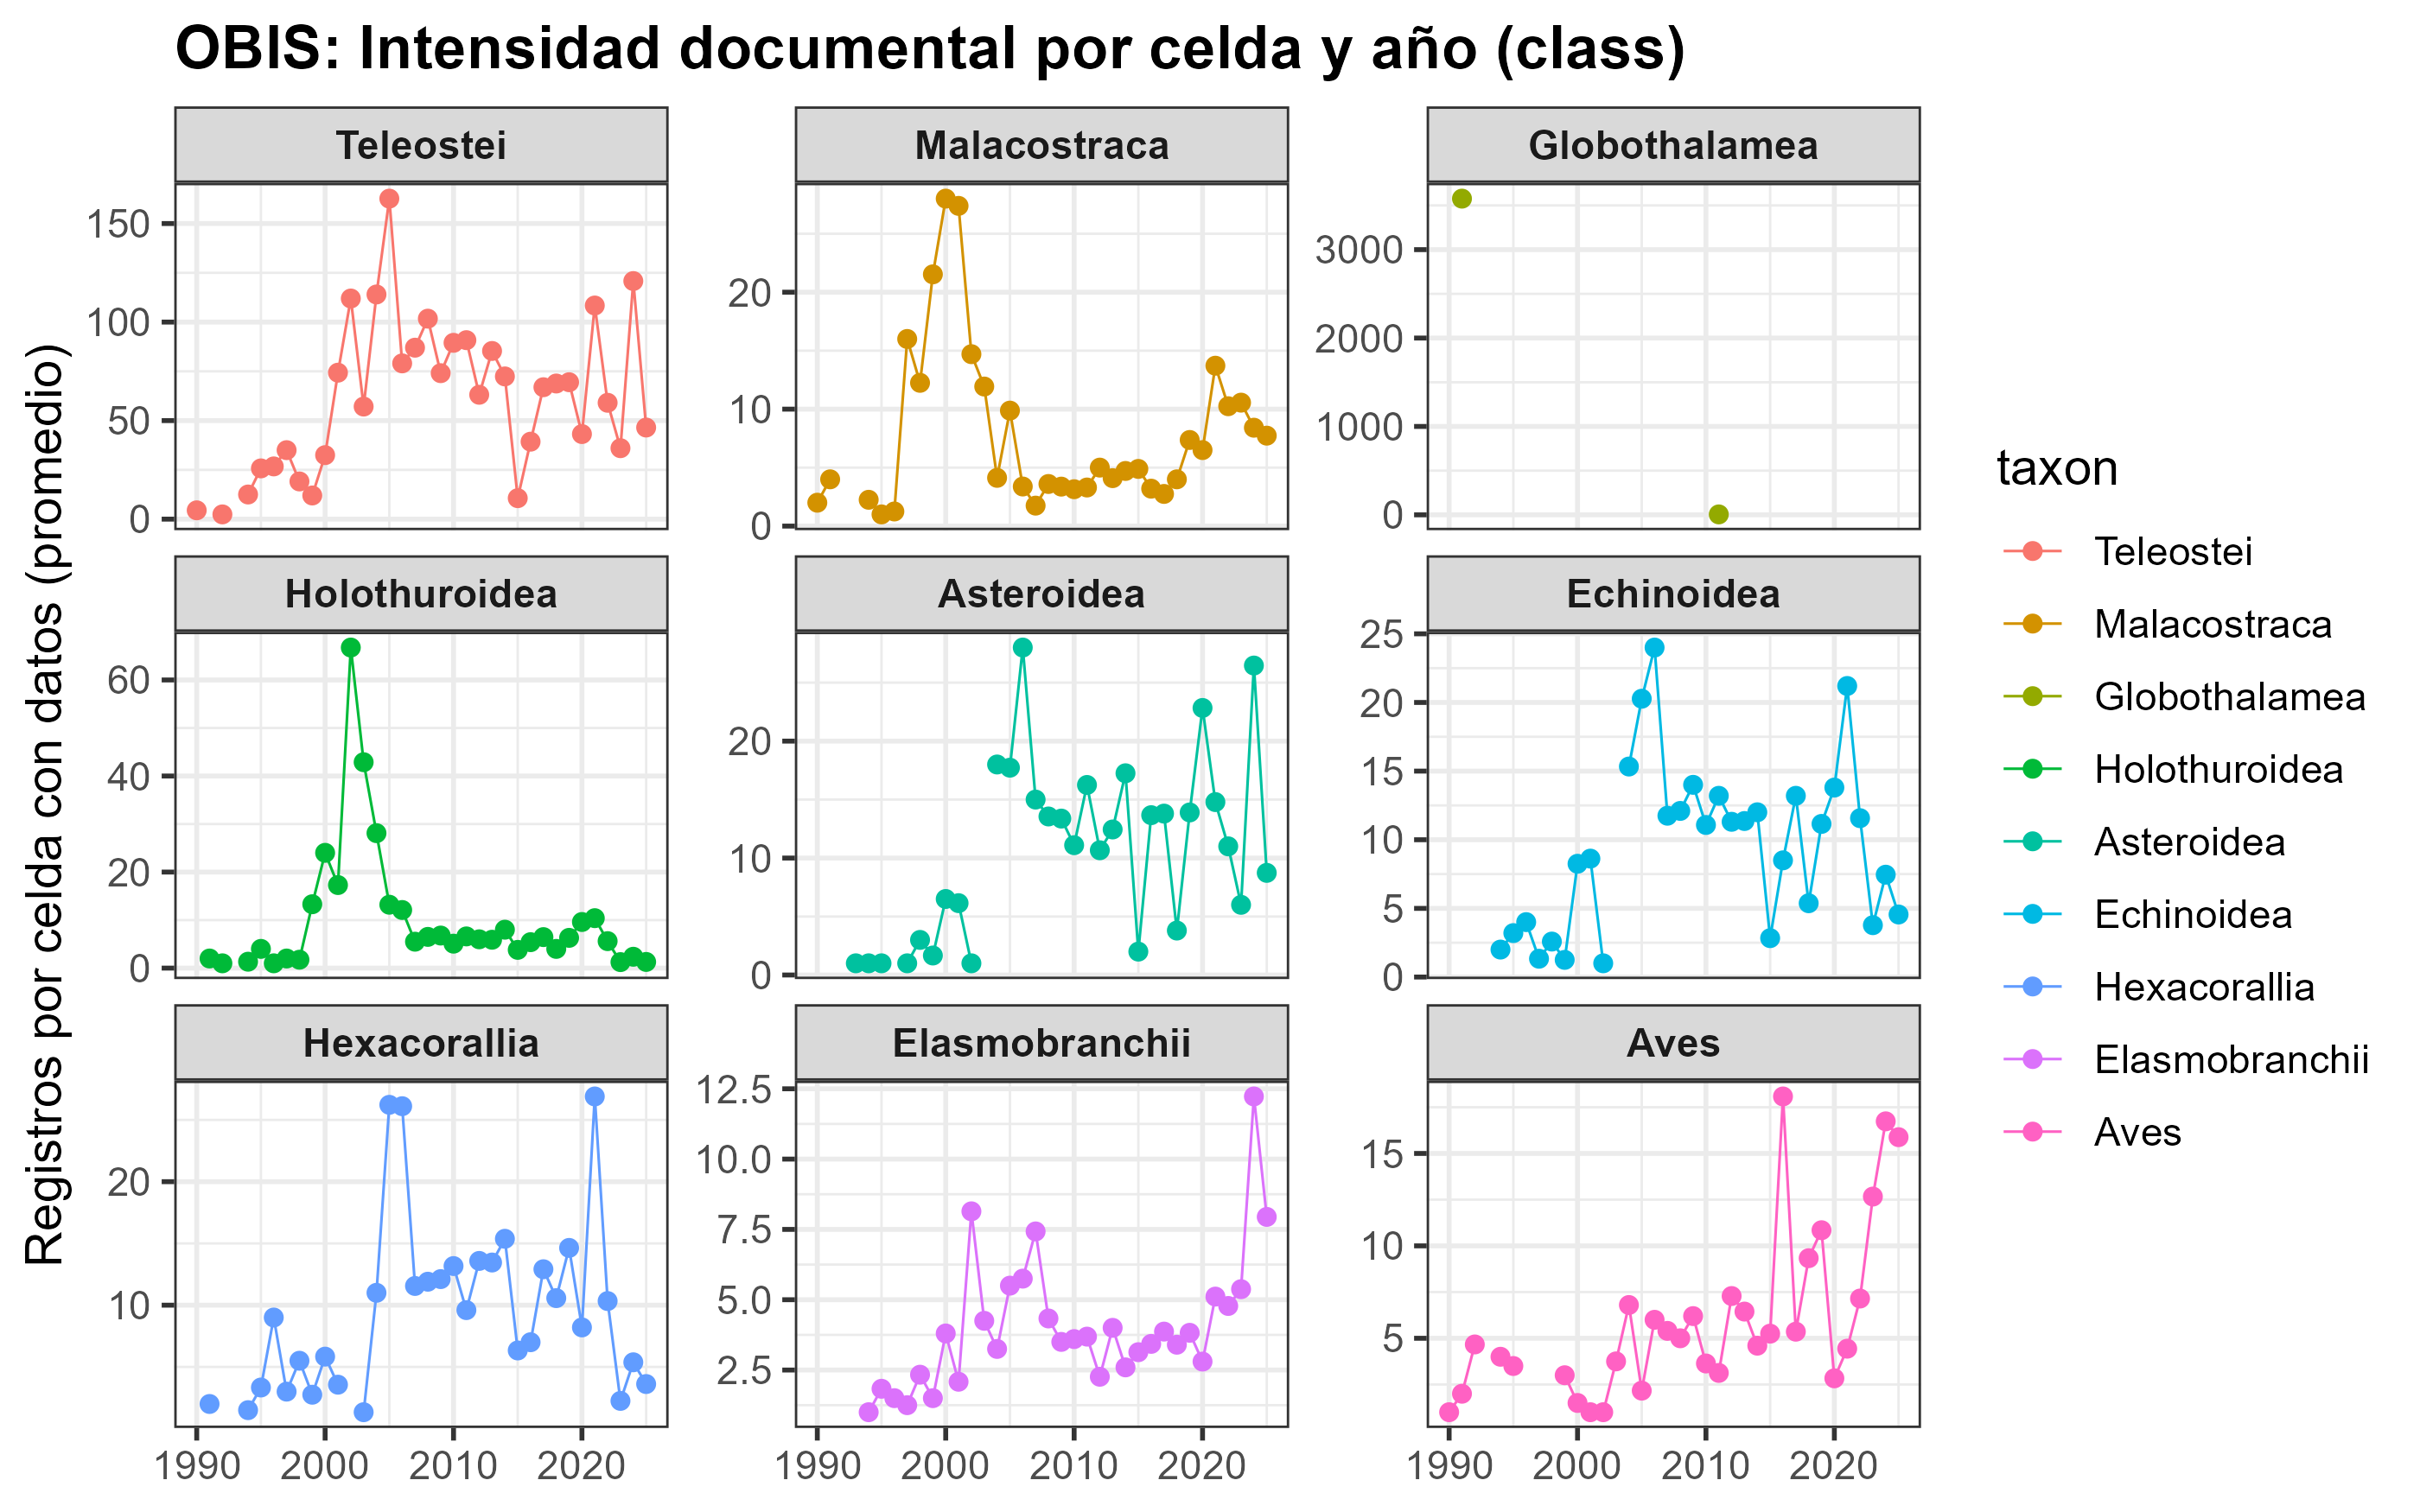 OBIS: Intensidad documental por celda y año (class)
Registros por celda con datos (promedio)
Teleostei
150
100
50
0
Malacostraca
20
10
0
Globothalamea
3000
2000
1000
0
Holothuroidea
60
40
20
0
Asteroidea
20
10
0
Echinoidea
25
20
15
10
5
0
Hexacorallia
20
10
1990 2000 2010 2020
Elasmobranchii
12.5
10.0
7.5
5.0
2.5
1990 2000 2010 2020
Aves
15
10
5
1990 2000 2010 2020
taxon
Teleostei
Malacostraca
Globothalamea
Holothuroidea
Asteroidea
Echinoidea
Hexacorallia
Elasmobranchii
Aves